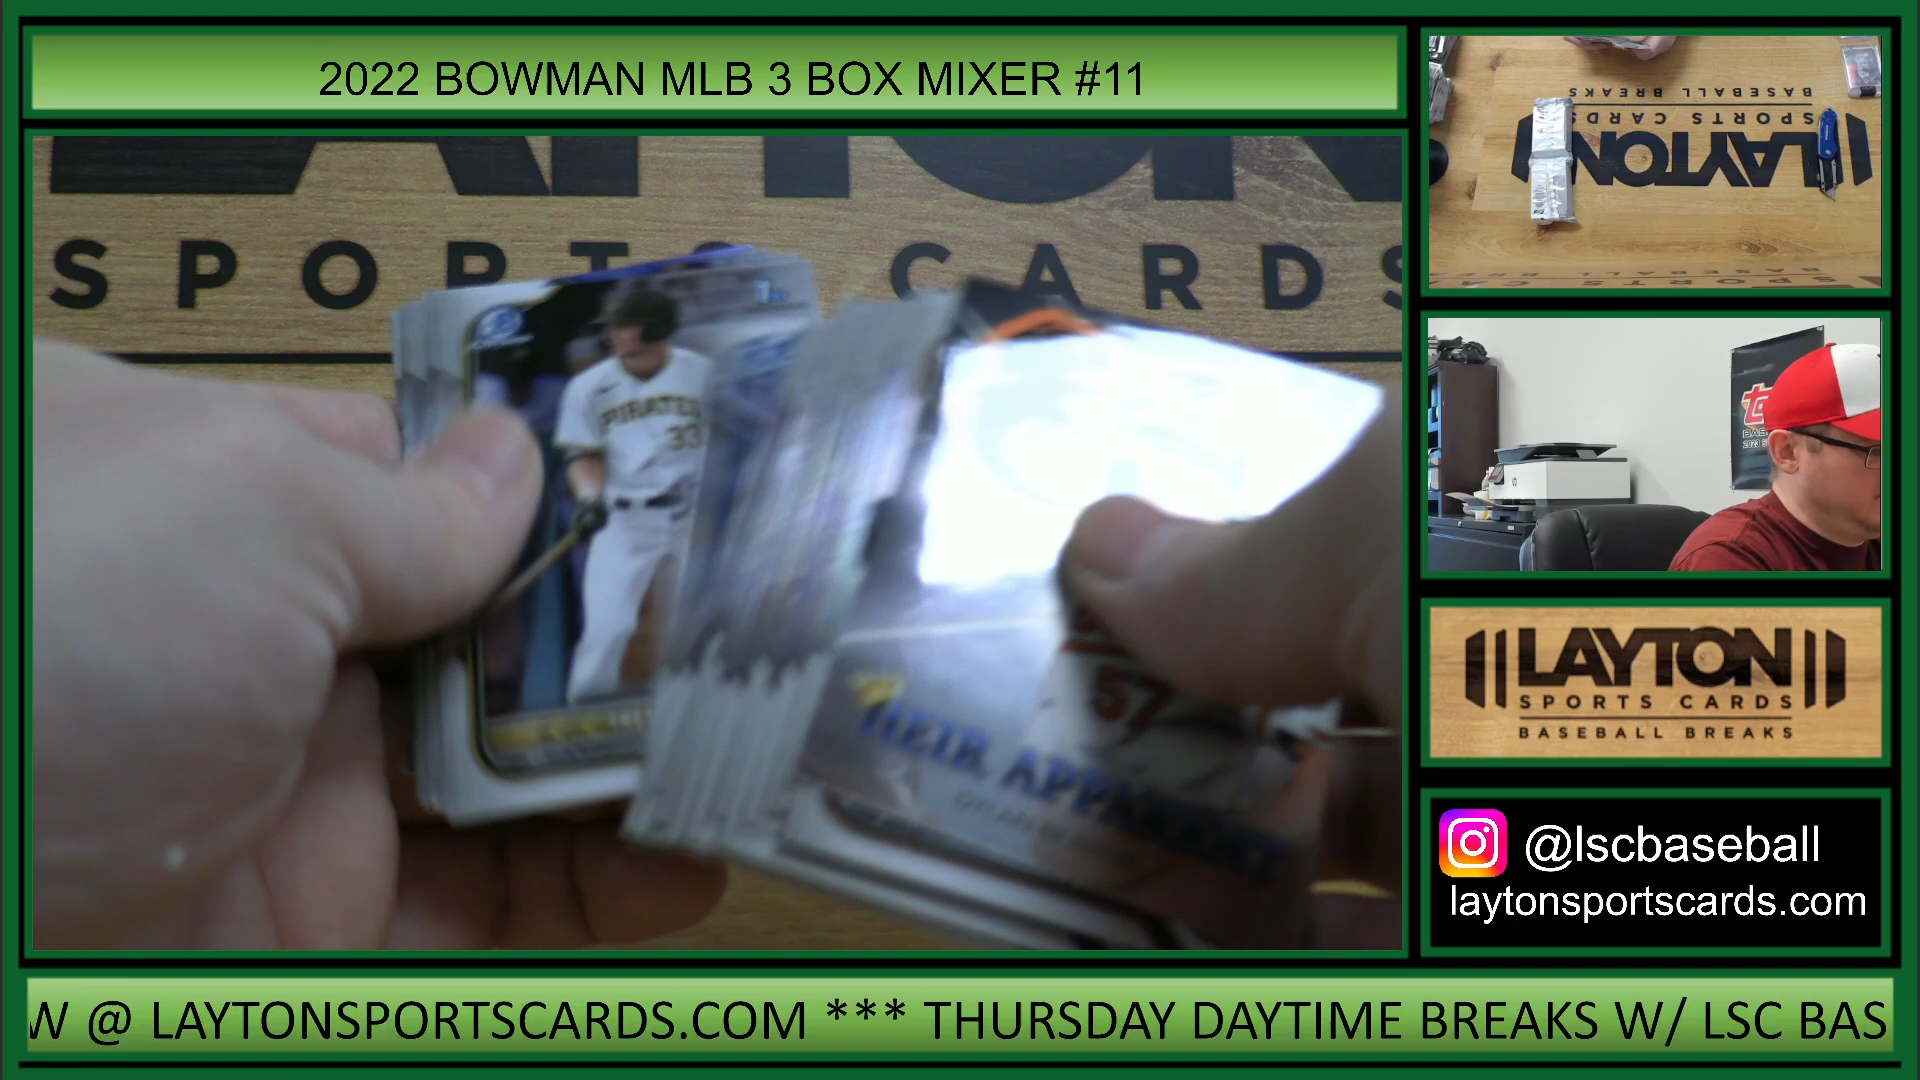 2022 BOWMAN MLB 3 BOX MIXER #11
SPORTS CARDS
PIRATES
33
57
HEIR APPARENT
BASEBALL BREAKS
SPORTS CARDS
LAYTON
LAYTON
SPORTS CARDS
BASEBALL BREAKS
@lscbaseball
laytonsportscards.com
W @ LAYTONSPORTSCARDS.COM *** THURSDAY DAYTIME BREAKS W/ LSC BAS